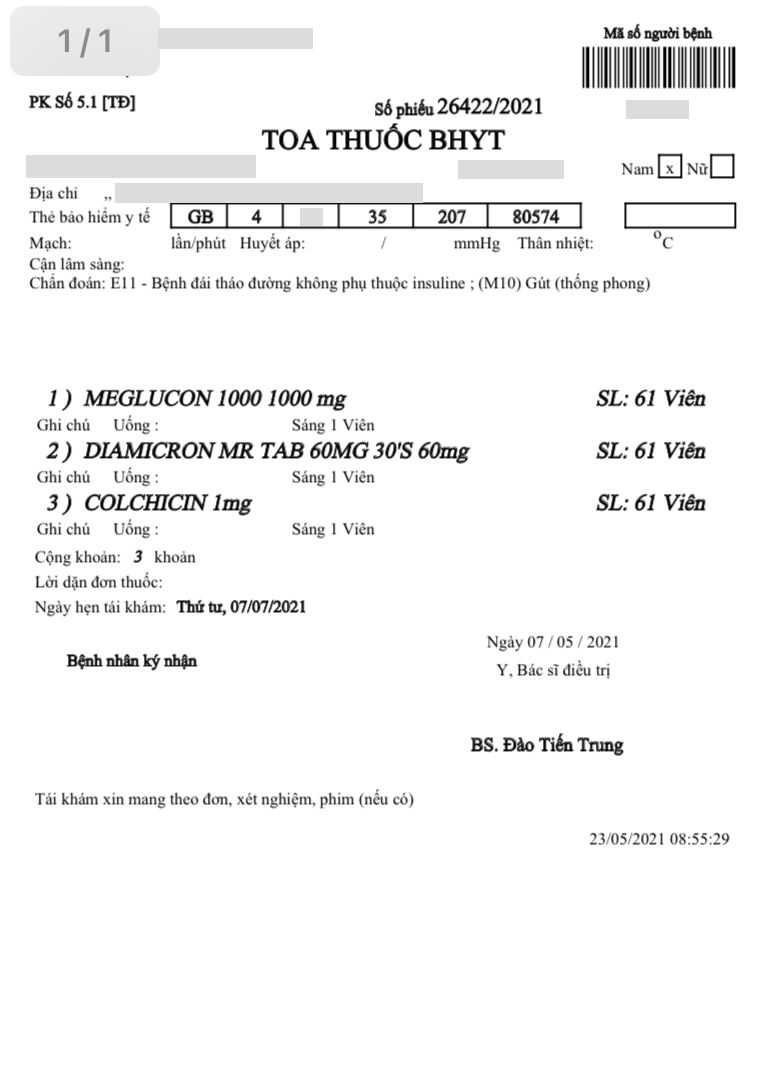 1/1
Mã số người bệnh
PK Số 5.1 [TĐ]
Số phiếu 26422/2021
TOA THUỐC BHYT
Nam x Nữ
Địa chỉ ,,
Thẻ bảo hiểm y tế GB 4 35 207 80574
Mạch: lần/phút Huyết áp: / mmHg Thân nhiệt: °C
Cận lâm sàng:
Chẩn đoán: E11 - Bệnh đái tháo đường không phụ thuộc insuline ; (M10) Gút (thống phong)
1 ) MEGLUCON 1000 1000 mg SL: 61 Viên
Ghi chú Uống : Sáng 1 Viên
2 ) DIAMICRON MR TAB 60MG 30'S 60mg SL: 61 Viên
Ghi chú Uống : Sáng 1 Viên
3 ) COLCHICIN 1mg SL: 61 Viên
Ghi chú Uống : Sáng 1 Viên
Cộng khoản: 3 khoản
Lời dặn đơn thuốc:
Ngày hẹn tái khám: Thứ tư, 07/07/2021
Ngày 07 / 05 / 2021
Bệnh nhân ký nhận
Y, Bác sĩ điều trị
BS. Đào Tiến Trung
Tái khám xin mang theo đơn, xét nghiệm, phim (nếu có)
23/05/2021 08:55:29